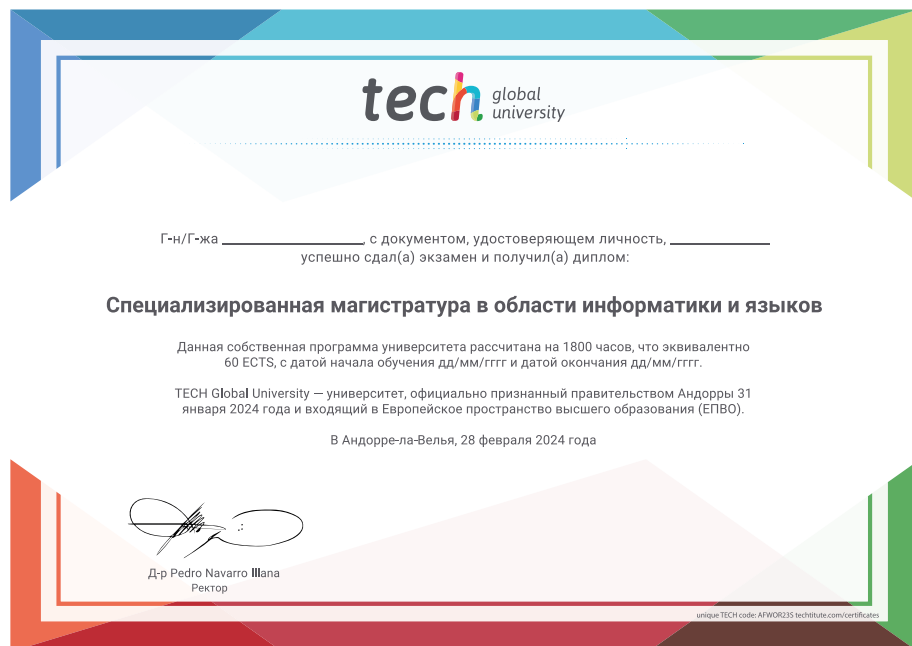 tech global
university
Г-н/Г-жа ____________________, с документом, удостоверяющем личность, ______________
успешно сдал(а) экзамен и получил(а) диплом:
Специализированная магистратура в области информатики и языков
Данная собственная программа университета рассчитана на 1800 часов, что эквивалентно
60 ECTS, с датой начала обучения дд/мм/гггг и датой окончания дд/мм/гггг.
TECH Global University — университет, официально признанный правительством Андорры 31
января 2024 года и входящий в Европейское пространство высшего образования (ЕПВО).
В Андорре-ла-Велья, 28 февраля 2024 года
Д-р Pedro Navarro Illana
Ректор
unique TECH code: AFWOR23S techtitute.com/certificates